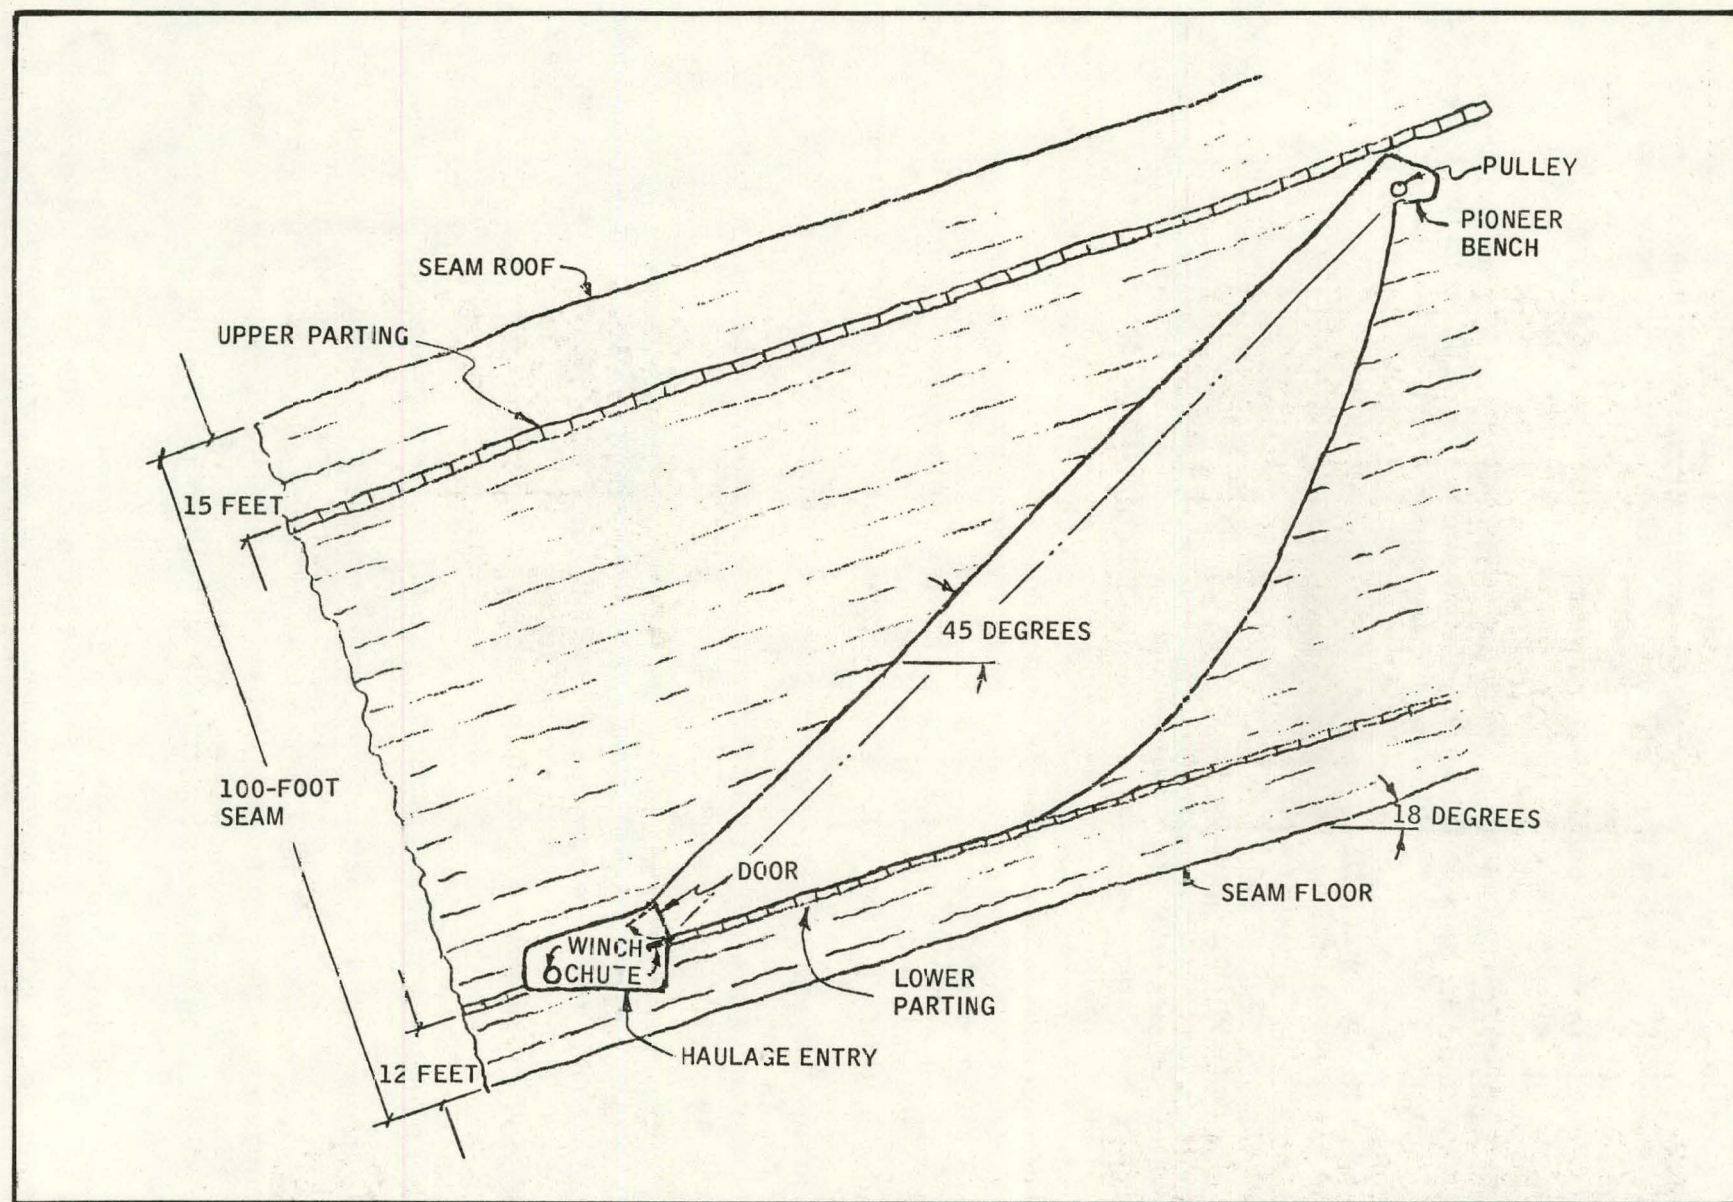 PULLEY
PIONEER
BENCH
SEAM ROOF
UPPER PARTING
15 FEET
45 DEGREES
100-FOOT
SEAM
18 DEGREES
DOOR
SEAM FLOOR
WINCH
CHUTE
LOWER
PARTING
HAULAGE ENTRY
12 FEET